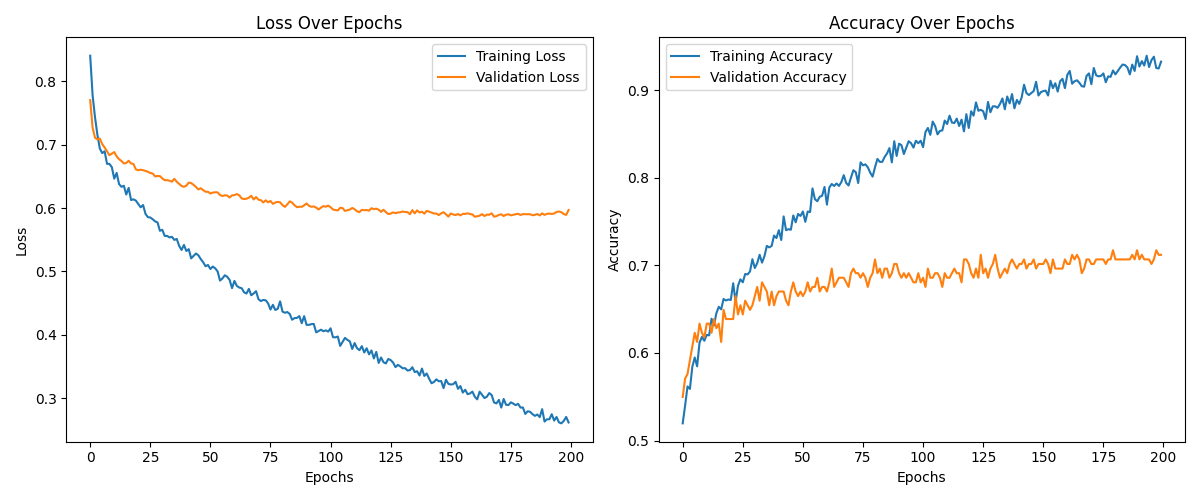 Loss Over Epochs
Training Loss
Validation Loss
0.8
0.7
0.6
0.5
0.4
0.3
Loss
0 25 50 75 100 125 150 175 200
Epochs
Accuracy Over Epochs
Training Accuracy
Validation Accuracy
0.9
0.8
0.7
0.6
0.5
Accuracy
0 25 50 75 100 125 150 175 200
Epochs